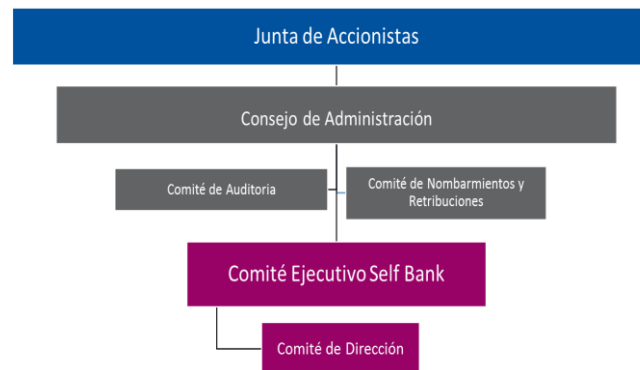 Junta de Accionistas
Consejo de Administración
Comité de Auditoria
Comité de Nombarmientos y
Retribuciones
Comité Ejecutivo Self Bank
Comité de Dirección